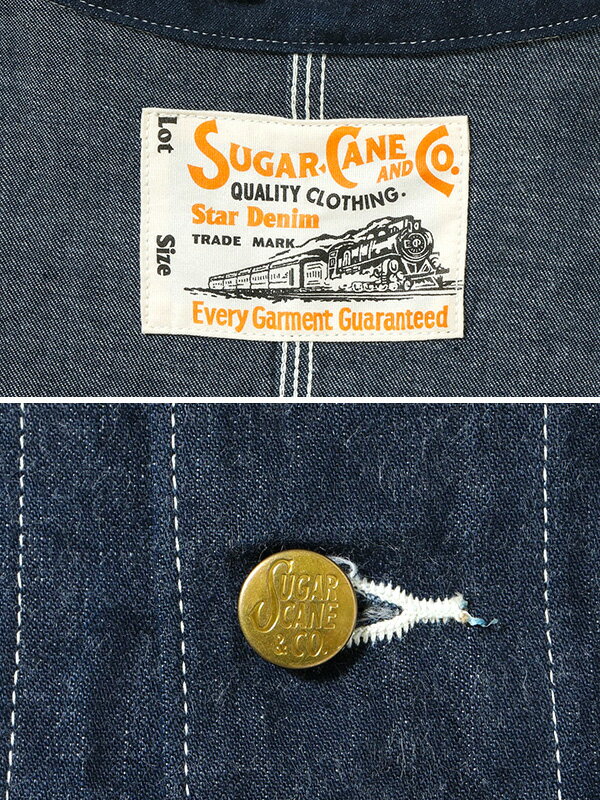 Lot
Size
SUGAR CANE AND CO.
QUALITY CLOTHING.
Star Denim
TRADE MARK
Every Garment Guaranteed
SUGAR
CANE
& CO.